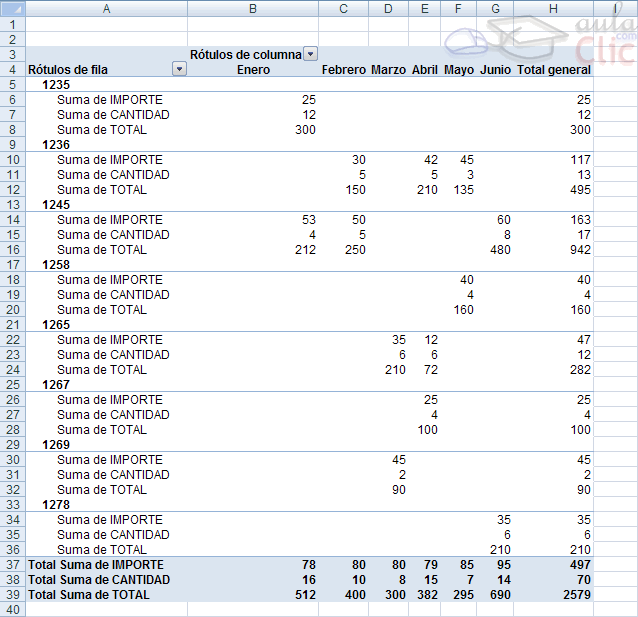 A B C D E F G H I
1
2
3 Rótulos de columna
4 Rótulos de fila Enero Febrero Marzo Abril Mayo Junio Total general
5 1235
6 Suma de IMPORTE 25 25
7 Suma de CANTIDAD 12 12
8 Suma de TOTAL 300 300
9 1236
10 Suma de IMPORTE 30 42 45 117
11 Suma de CANTIDAD 5 5 3 13
12 Suma de TOTAL 150 210 135 495
13 1245
14 Suma de IMPORTE 53 50 60 163
15 Suma de CANTIDAD 4 5 8 17
16 Suma de TOTAL 212 250 480 942
17 1258
18 Suma de IMPORTE 40 40
19 Suma de CANTIDAD 4 4
20 Suma de TOTAL 160 160
21 1265
22 Suma de IMPORTE 35 12 47
23 Suma de CANTIDAD 6 6 12
24 Suma de TOTAL 210 72 282
25 1267
26 Suma de IMPORTE 25 25
27 Suma de CANTIDAD 4 4
28 Suma de TOTAL 100 100
29 1269
30 Suma de IMPORTE 45 45
31 Suma de CANTIDAD 2 2
32 Suma de TOTAL 90 90
33 1278
34 Suma de IMPORTE 35 35
35 Suma de CANTIDAD 6 6
36 Suma de TOTAL 210 210
37 Total Suma de IMPORTE 78 80 80 79 85 95 497
38 Total Suma de CANTIDAD 16 10 8 15 7 14 70
39 Total Suma de TOTAL 512 400 300 382 295 690 2579
40
aula
.com
Clic